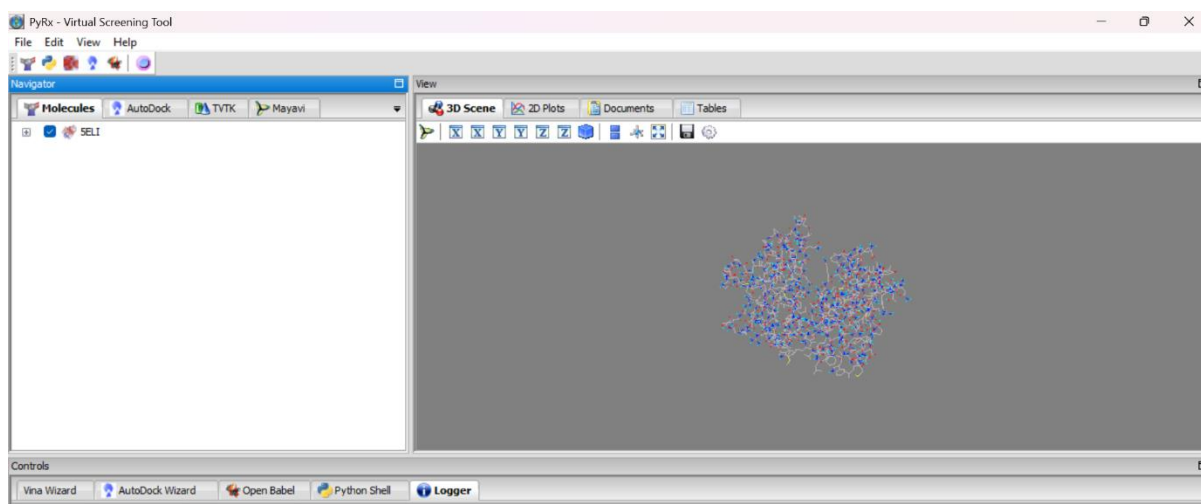 PyRx - Virtual Screening Tool
File Edit View Help
Navigator
View
Molecules AutoDock TVTK Mayavi
3D Scene 2D Plots Documents Tables
5ELI
X X Y Y Z Z
Controls
Vina Wizard AutoDock Wizard Open Babel Python Shell Logger